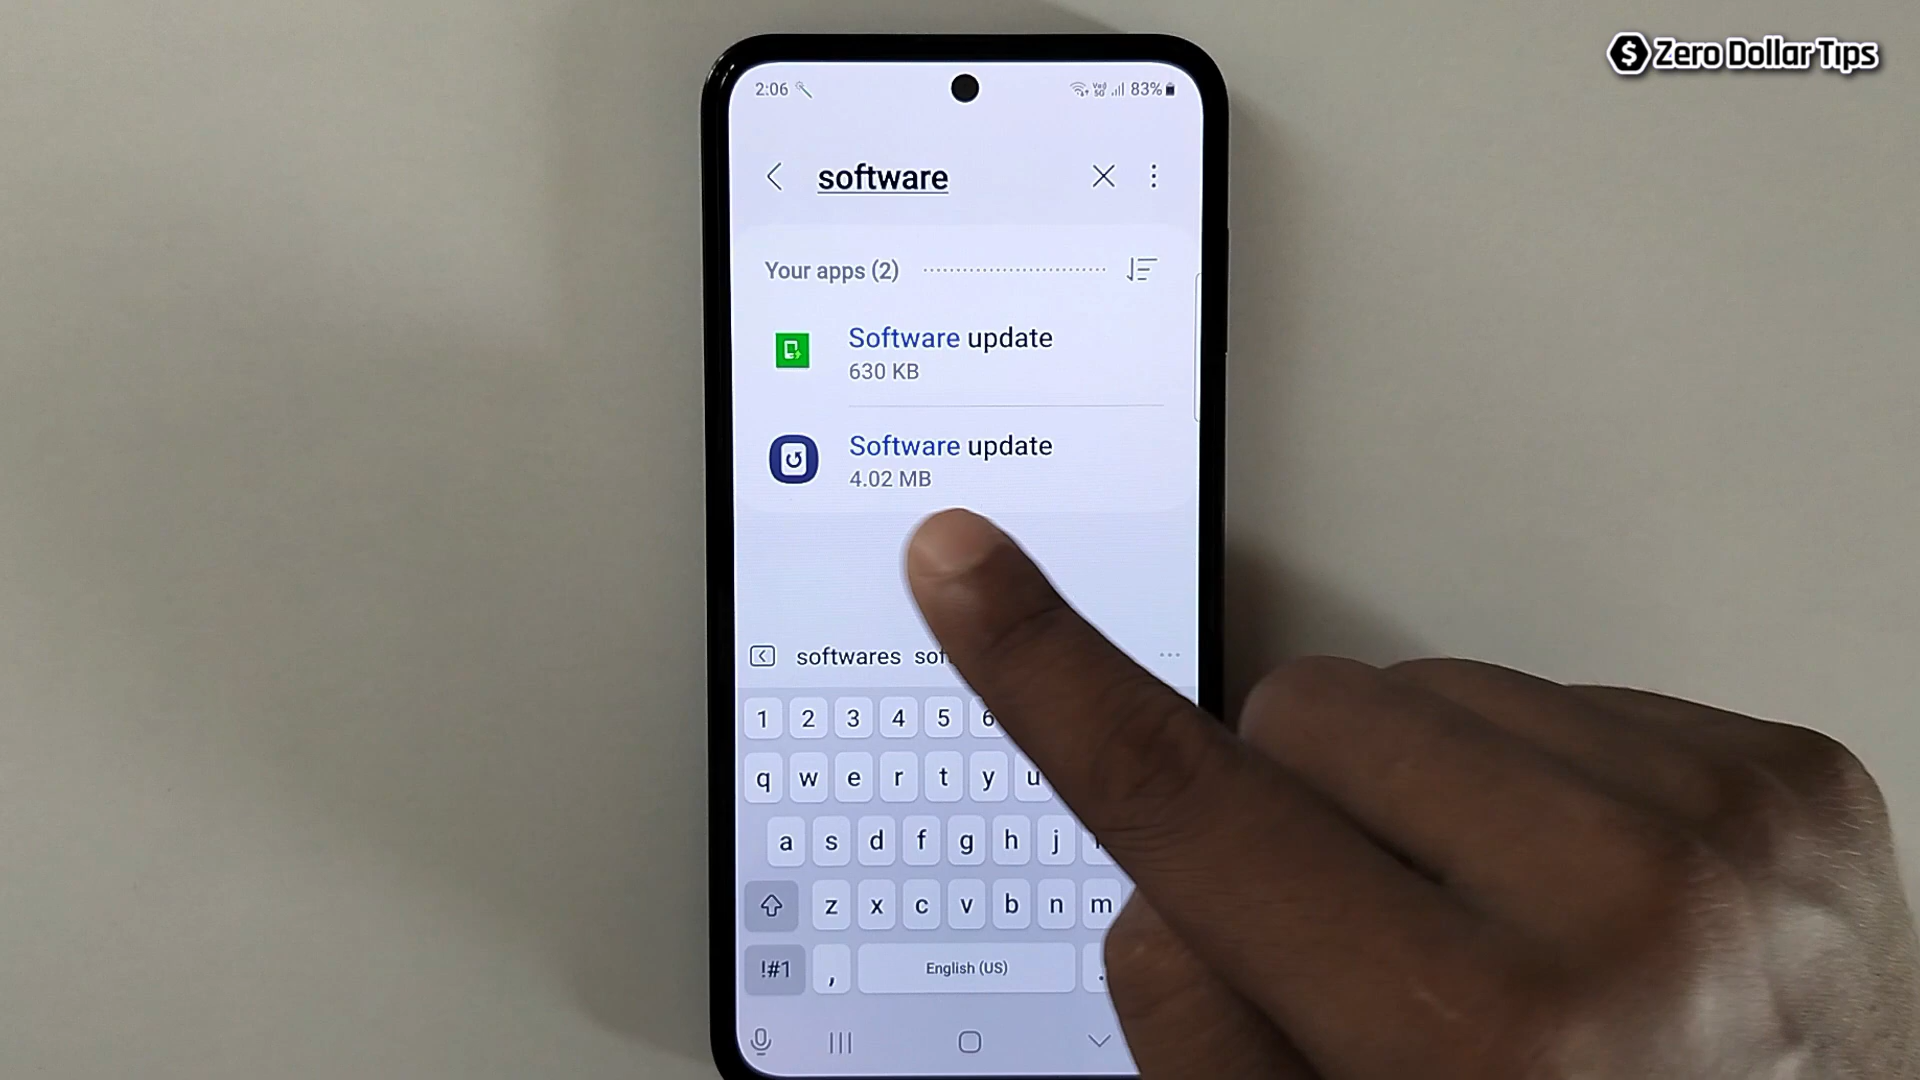 $ Zero Dollar Tips
2:06 83%
software
Your apps (2)
Software update
630 KB
Software update
4.02 MB
softwares
1 2 3 4 5 6
q w e r t y u
a s d f g h j
z x c v b n m
!#1 , English (US) .